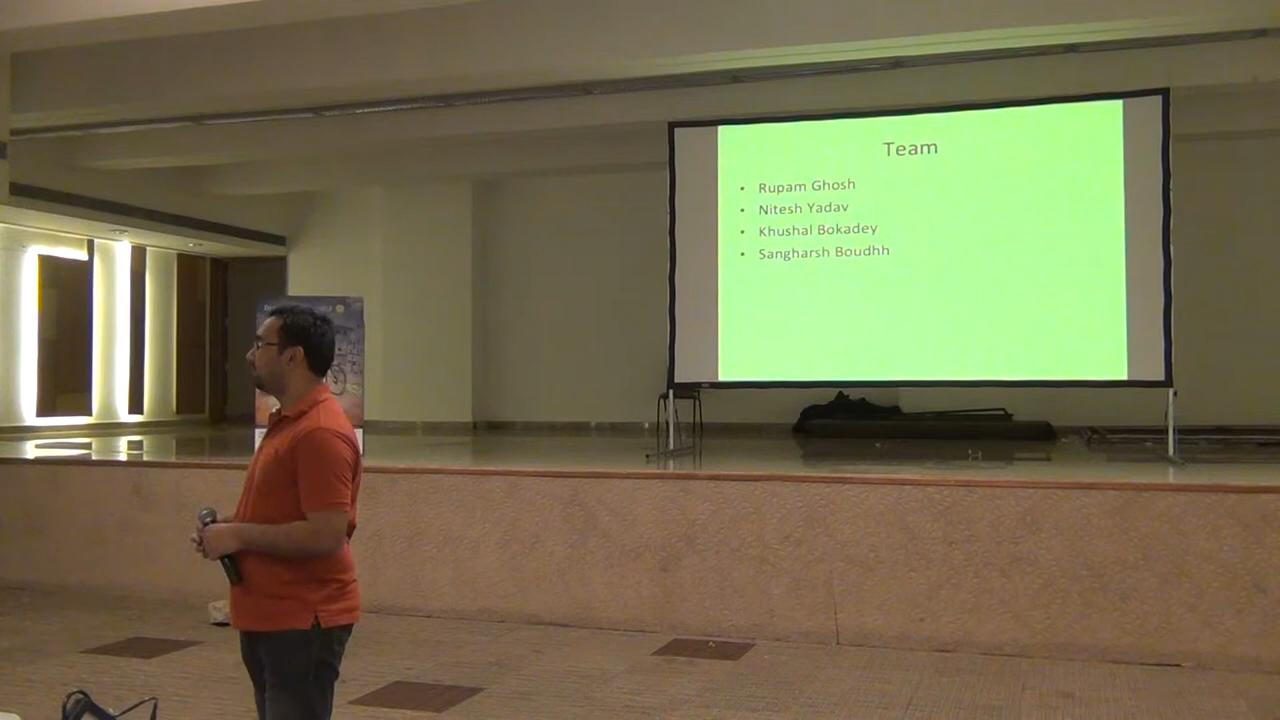 Team
• Rupam Ghosh
• Nitesh Yadav
• Khushal Bokadey
• Sangharsh Boudhh